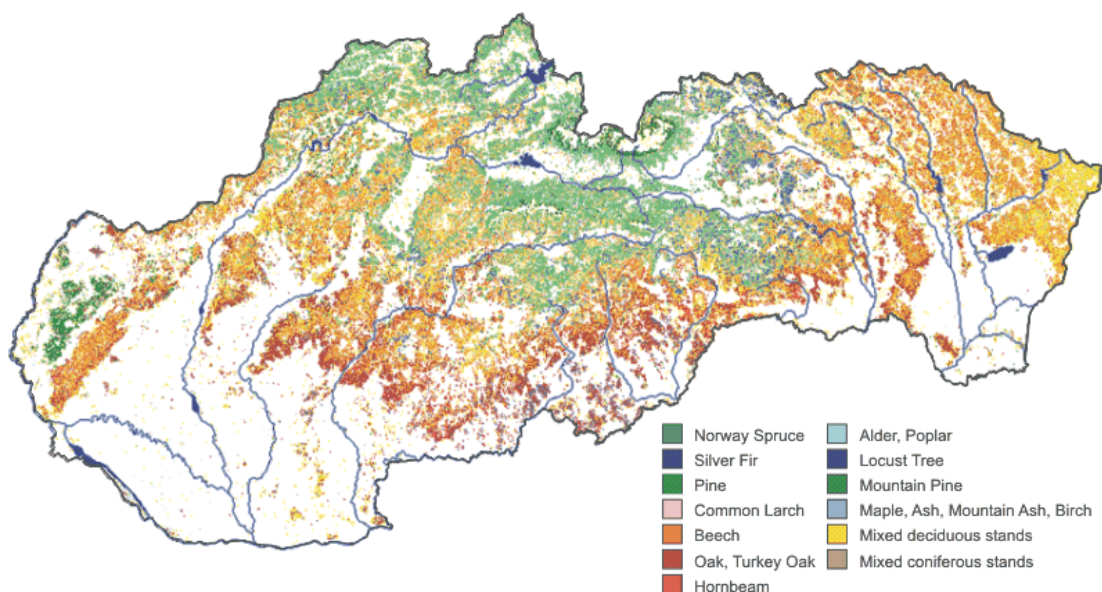 Norway Spruce
Silver Fir
Pine
Common Larch
Beech
Oak, Turkey Oak
Hornbeam
Alder, Poplar
Locust Tree
Mountain Pine
Maple, Ash, Mountain Ash, Birch
Mixed deciduous stands
Mixed coniferous stands